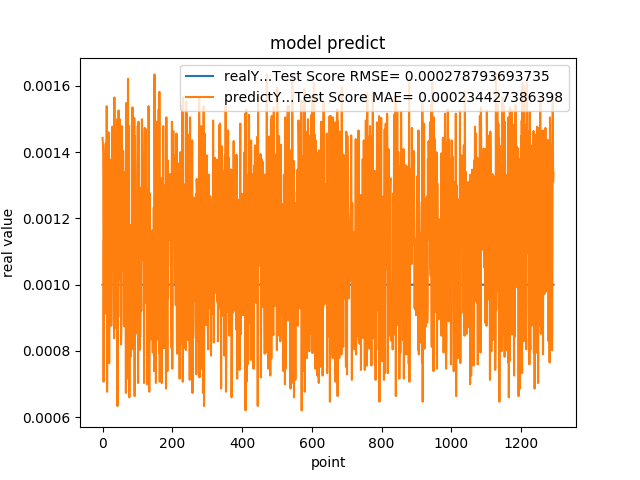 model predict
realY...Test Score RMSE= 0.000278793693735
predictY...Test Score MAE= 0.000234427386398
0.0016
0.0014
0.0012
0.0010
0.0008
0.0006
real value
0 200 400 600 800 1000 1200
point